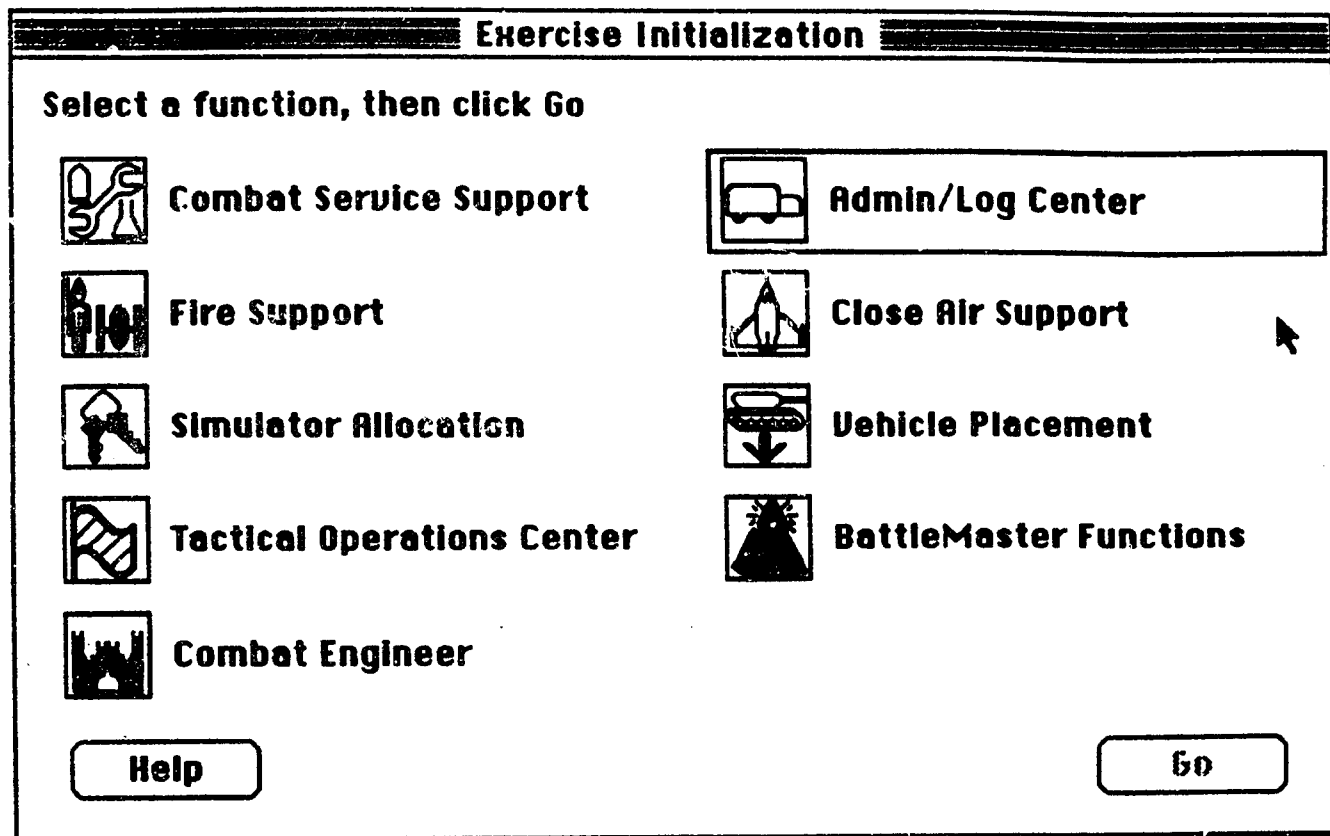 Exercise Initialization
Select a function, then click Go
Combat Service Support
Admin/Log Center
Fire Support
Close Air Support
Simulator Allocation
Vehicle Placement
Tactical Operations Center
BattleMaster Functions
Combat Engineer
Help
Go